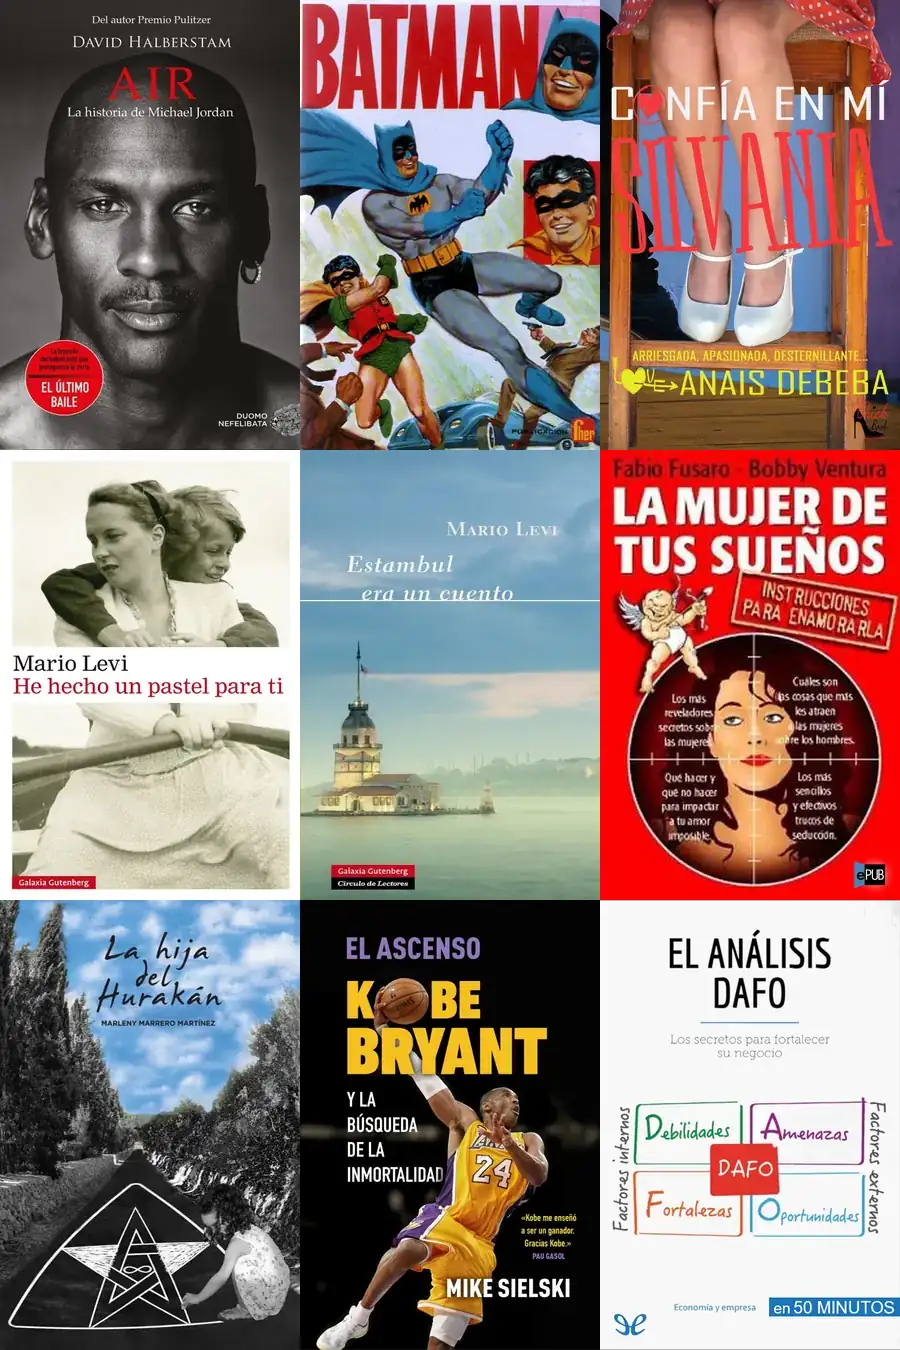 Del autor Premio Pulitzer
DAVID HALBERSTAM
AIR
La historia de Michael Jordan
EL ÚLTIMO
BAILE
DUOMO
NEFELIBATA
BATMAN
fher
CONFÍA EN MÍ
SILVANIA
ARRIESGADA, APASIONADA, DESTERNILLANTE...
LOVE ANAIS DEBEBA
Mario Levi
He hecho un pastel para ti
Galaxia Gutenberg
MARIO LEVI
Estambul
era un cuento
Galaxia Gutenberg
Círculo de Lectores
Fabio Fusaro - Bobby Ventura
LA MUJER DE
TUS SUEÑOS
INSTRUCCIONES
PARA ENAMORARLA
Los más
reveladores
secretos sobre
las mujeres
Cuáles son
las cosas que más
les atraen
a las mujeres
sobre los hombres.
Qué hacer y
qué no hacer
para impactar
a tu amor
imposible.
Los más
sencillos
y efectivos
trucos de
seducción.
ePUB
La hija
del
Hurakán
MARLENY MARRERO MARTÍNEZ
EL ASCENSO
KOBE
BRYANT
Y LA
BÚSQUEDA
DE LA
INMORTALIDAD
LAKERS
24
«Kobe me enseñó
a ser un ganador.
Gracias Kobe.»
PAU GASOL
MIKE SIELSKI
EL ANÁLISIS
DAFO
Los secretos para fortalecer
su negocio
Factores internos
Debilidades
Amenazas
DAFO
Fortalezas
Oportunidades
Factores externos
Economía y empresa
en 50 MINUTOS